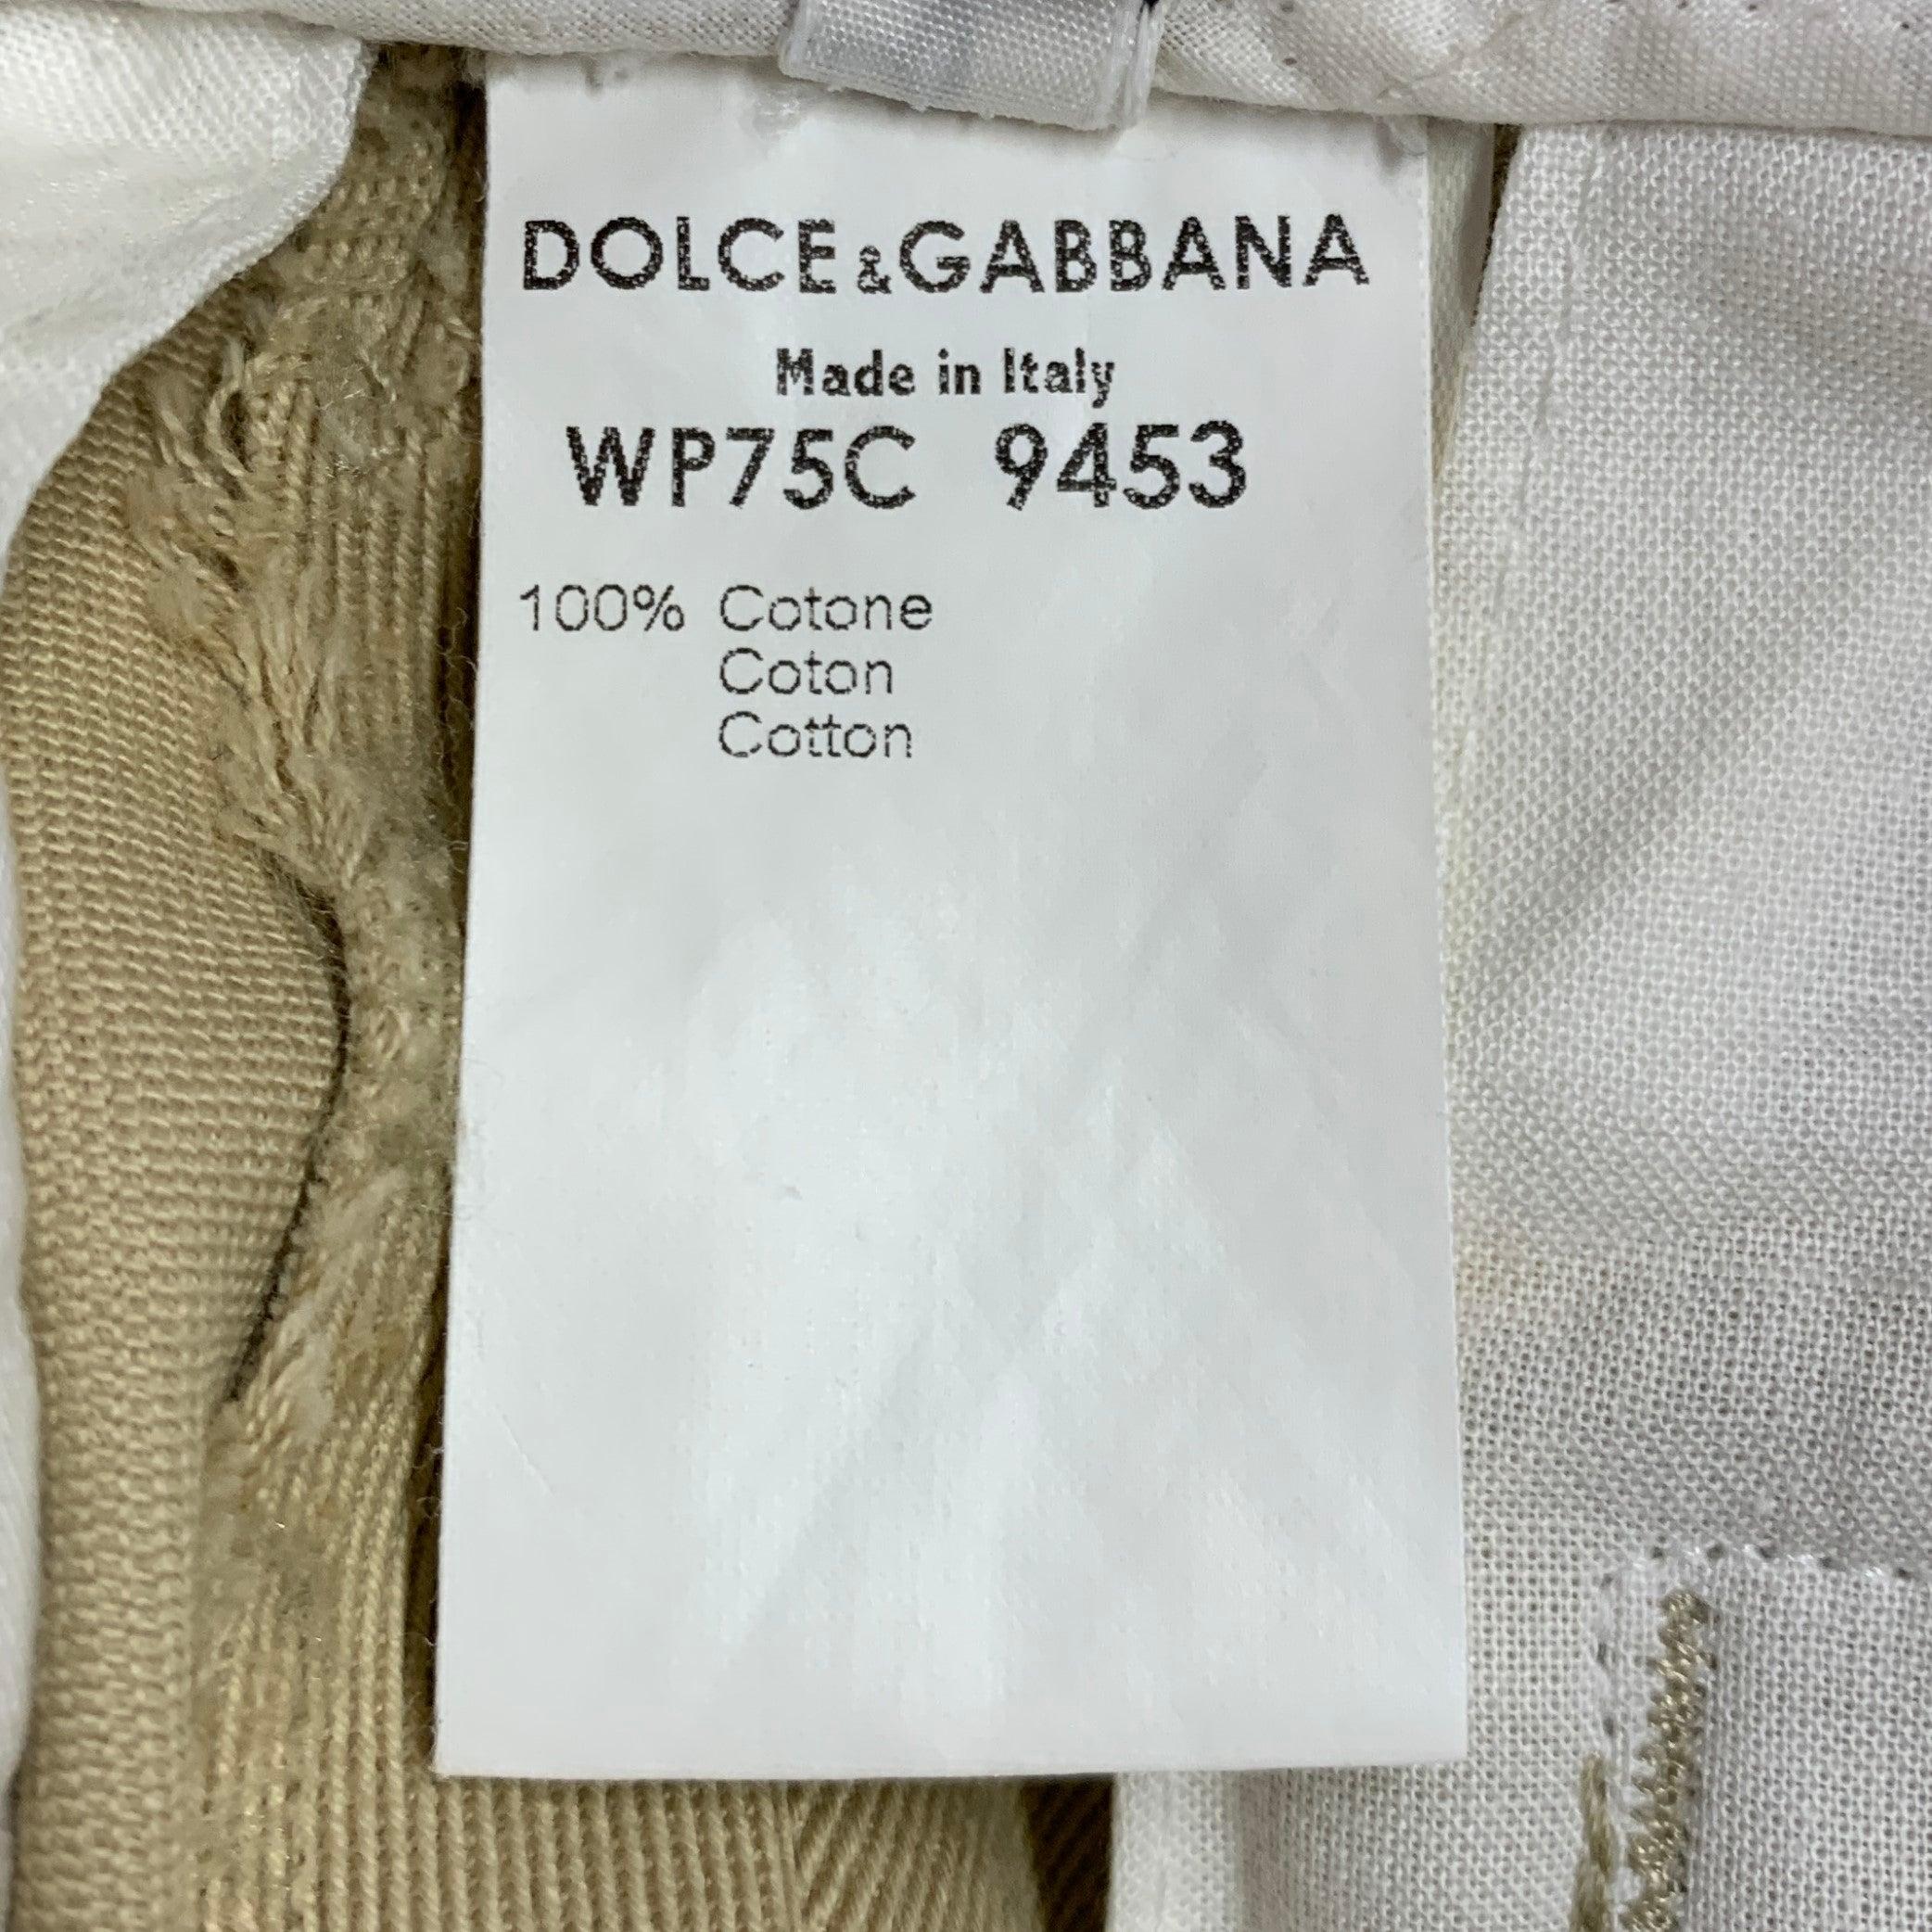 DOLCE&GABBANA
Made in Italy
WP75C 9453
100% Cotone
Coton
Cotton